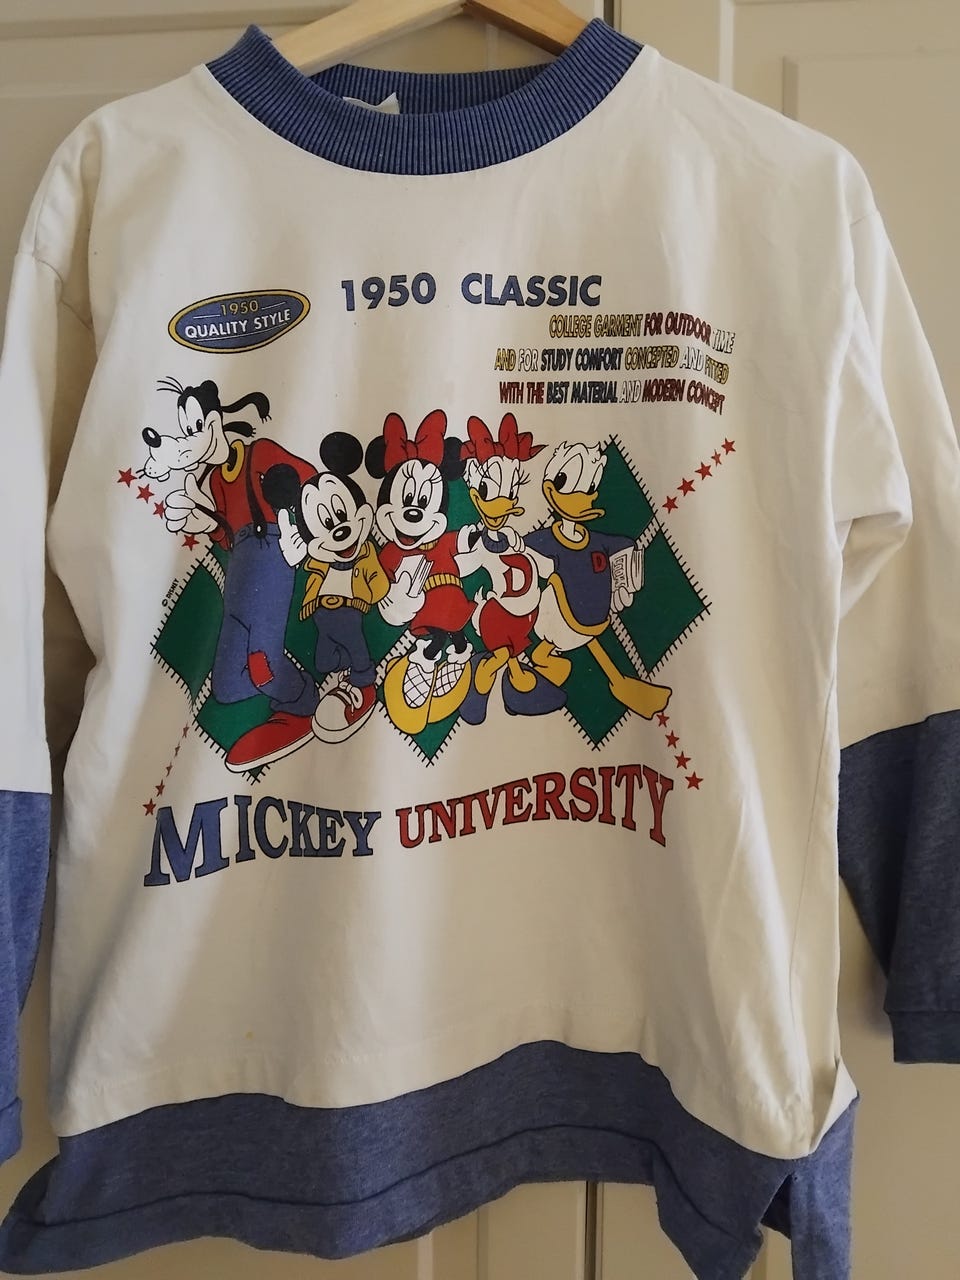 1950 CLASSIC
1950
QUALITY STYLE
COLLEGE GARMENT FOR OUTDOOR TIME
AND FOR STUDY COMFORT CONCEPTED AND FITTED
WITH THE BEST MATERIAL AND MODERN CONCEPT
D
D
© DISNEY
MICKEY UNIVERSITY